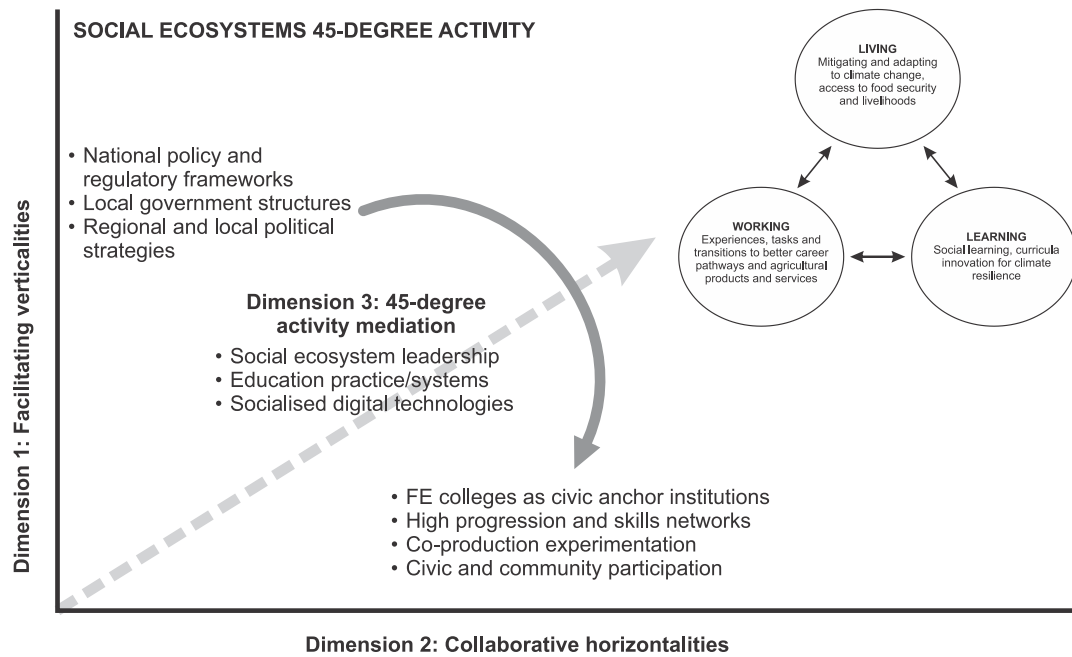 SOCIAL ECOSYSTEMS 45-DEGREE ACTIVITY
LIVING
Mitigating and adapting
to climate change,
access to food security
and livelihoods
• National policy and
regulatory frameworks
• Local government structures
• Regional and local political
strategies
WORKING
Experiences, tasks and
transitions to better career
pathways and agricultural
products and services
LEARNING
Social learning, curricula
innovation for climate
resilience
Dimension 3: 45-degree
activity mediation
• Social ecosystem leadership
• Education practice/systems
• Socialised digital technologies
• FE colleges as civic anchor institutions
• High progression and skills networks
• Co-production experimentation
• Civic and community participation
Dimension 1: Facilitating verticalities
Dimension 2: Collaborative horizontalities